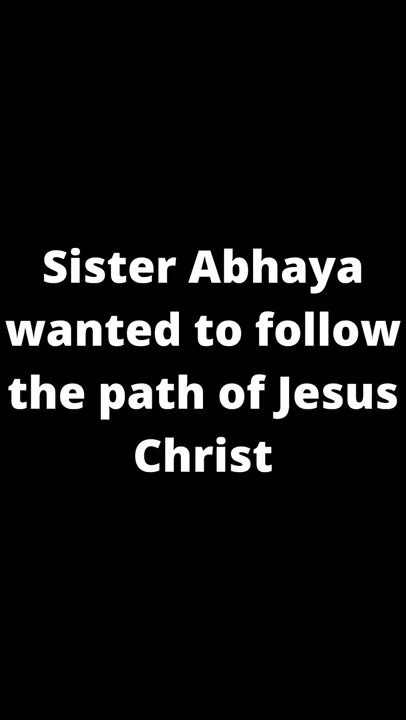 Sister Abhaya
wanted to follow
the path of Jesus
Christ